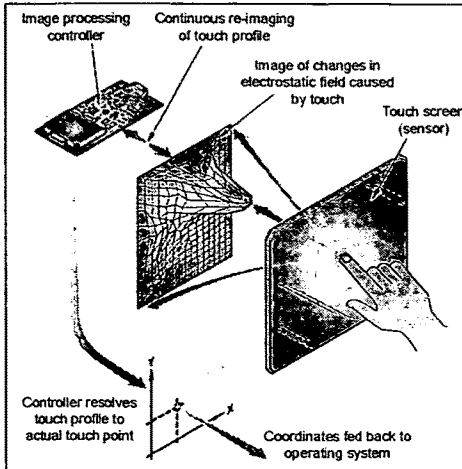 Image processing
controller
Continuous re-imaging
of touch profile
Image of changes in
electrostatic field caused
by touch
Touch screen
(sensor)
Y
X
Controller resolves
touch profile to
actual touch point
Coordinates fed back to
operating system